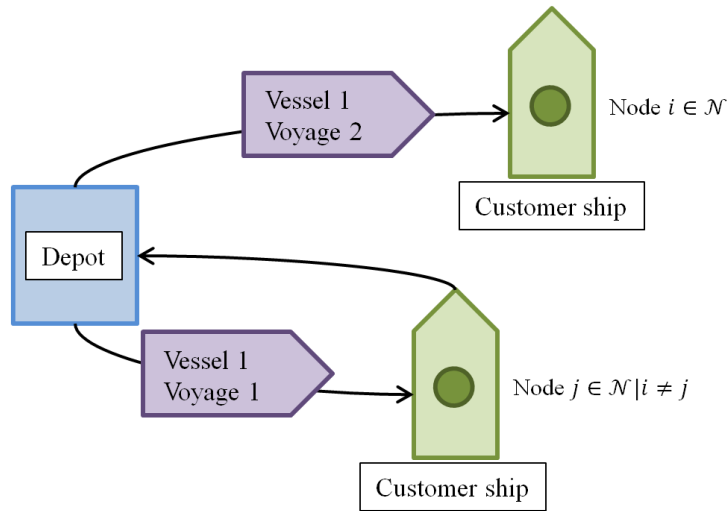 Vessel 1
Voyage 2
Node 𝑖 ∈ 𝒩
Customer ship
Depot
Vessel 1
Voyage 1
Node 𝑗 ∈ 𝒩|𝑖 ≠ 𝑗
Customer ship